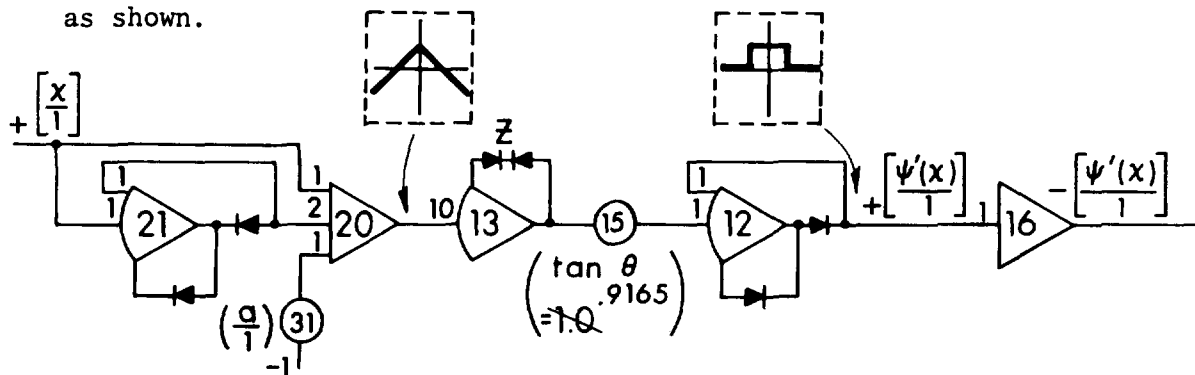 as shown.
+ [x/1]
1
1
21
1
2
1
20
(a/1)
31
-1
10
13
Z
15
(tan θ
=1.0 .9165)
1
1
12
+[ψ′(x)/1]
1
16
-[ψ′(x)/1]